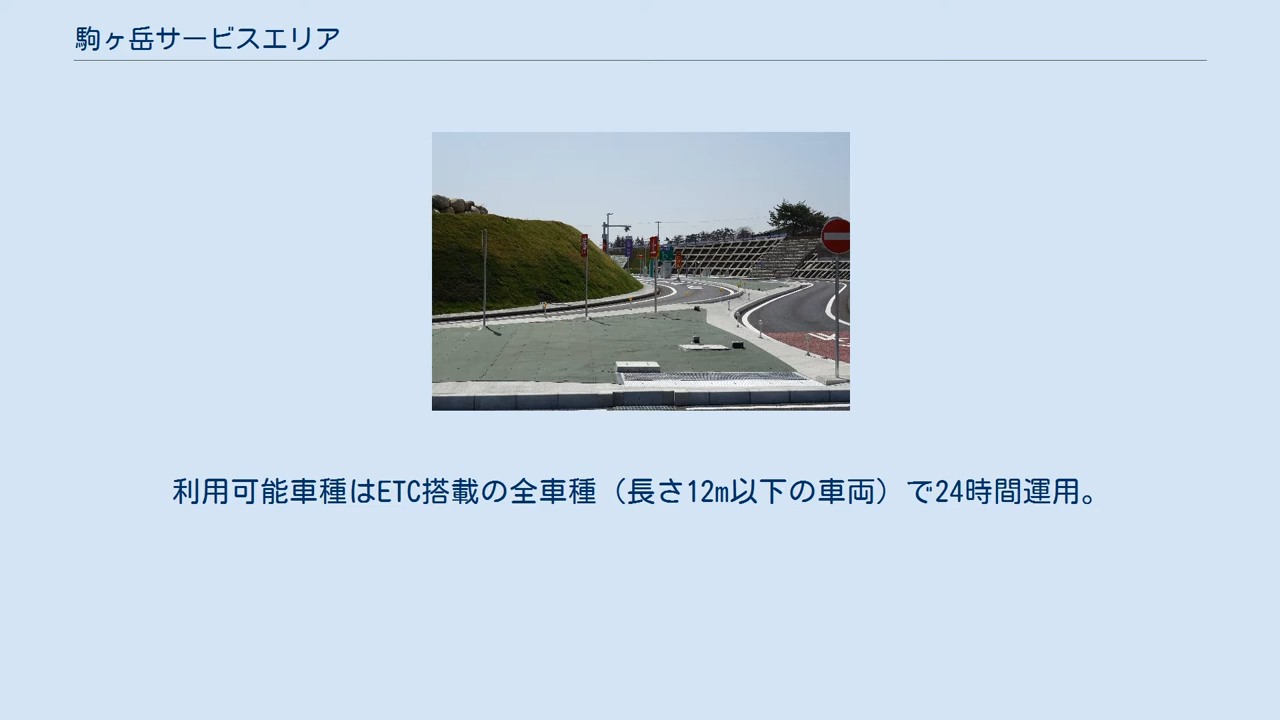 駒ヶ岳サービスエリア
利用可能車種はETC搭載の全車種（長さ12m以下の車両）で24時間運用。